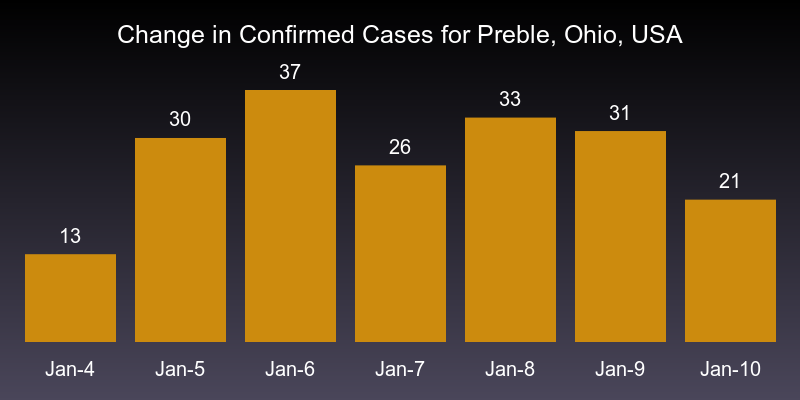 Change in Confirmed Cases for Preble, Ohio, USA
13
30
37
26
33
31
21
Jan-4
Jan-5
Jan-6
Jan-7
Jan-8
Jan-9
Jan-10